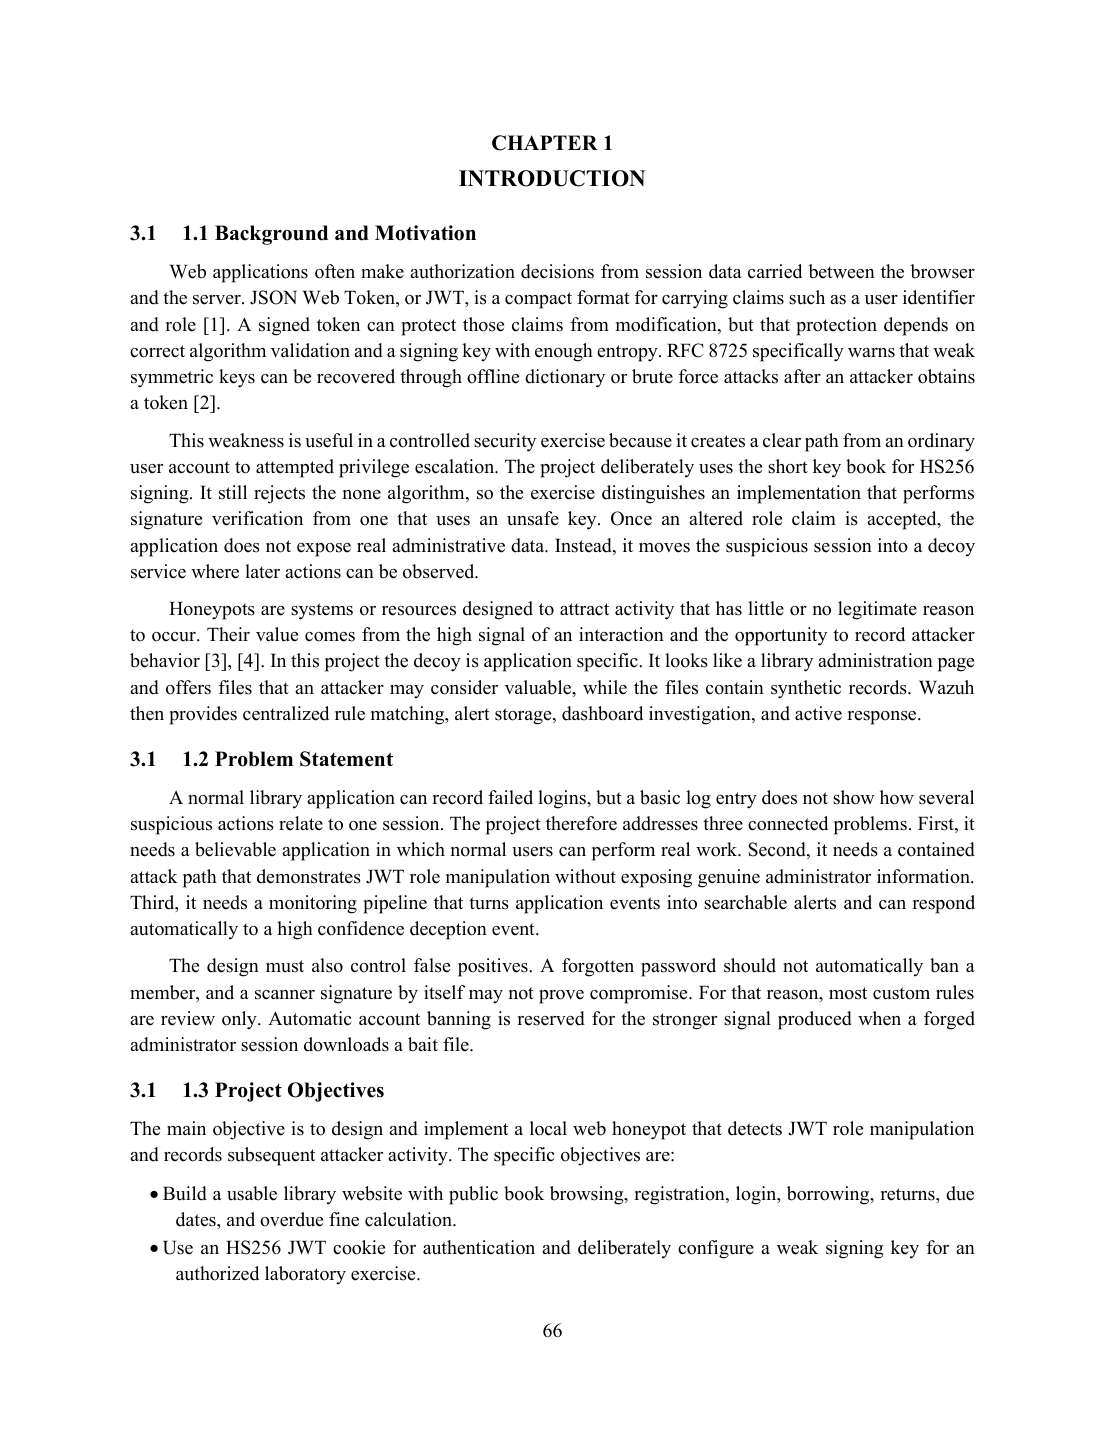 CHAPTER 1
INTRODUCTION
3.1 1.1 Background and Motivation
Web applications often make authorization decisions from session data carried between the browser
and the server. JSON Web Token, or JWT, is a compact format for carrying claims such as a user identifier
and role [1]. A signed token can protect those claims from modification, but that protection depends on
correct algorithm validation and a signing key with enough entropy. RFC 8725 specifically warns that weak
symmetric keys can be recovered through offline dictionary or brute force attacks after an attacker obtains
a token [2].
This weakness is useful in a controlled security exercise because it creates a clear path from an ordinary
user account to attempted privilege escalation. The project deliberately uses the short key book for HS256
signing. It still rejects the none algorithm, so the exercise distinguishes an implementation that performs
signature verification from one that uses an unsafe key. Once an altered role claim is accepted, the
application does not expose real administrative data. Instead, it moves the suspicious session into a decoy
service where later actions can be observed.
Honeypots are systems or resources designed to attract activity that has little or no legitimate reason
to occur. Their value comes from the high signal of an interaction and the opportunity to record attacker
behavior [3], [4]. In this project the decoy is application specific. It looks like a library administration page
and offers files that an attacker may consider valuable, while the files contain synthetic records. Wazuh
then provides centralized rule matching, alert storage, dashboard investigation, and active response.
3.1 1.2 Problem Statement
A normal library application can record failed logins, but a basic log entry does not show how several
suspicious actions relate to one session. The project therefore addresses three connected problems. First, it
needs a believable application in which normal users can perform real work. Second, it needs a contained
attack path that demonstrates JWT role manipulation without exposing genuine administrator information.
Third, it needs a monitoring pipeline that turns application events into searchable alerts and can respond
automatically to a high confidence deception event.
The design must also control false positives. A forgotten password should not automatically ban a
member, and a scanner signature by itself may not prove compromise. For that reason, most custom rules
are review only. Automatic account banning is reserved for the stronger signal produced when a forged
administrator session downloads a bait file.
3.1 1.3 Project Objectives
The main objective is to design and implement a local web honeypot that detects JWT role manipulation
and records subsequent attacker activity. The specific objectives are:
• Build a usable library website with public book browsing, registration, login, borrowing, returns, due
dates, and overdue fine calculation.
• Use an HS256 JWT cookie for authentication and deliberately configure a weak signing key for an
authorized laboratory exercise.
66